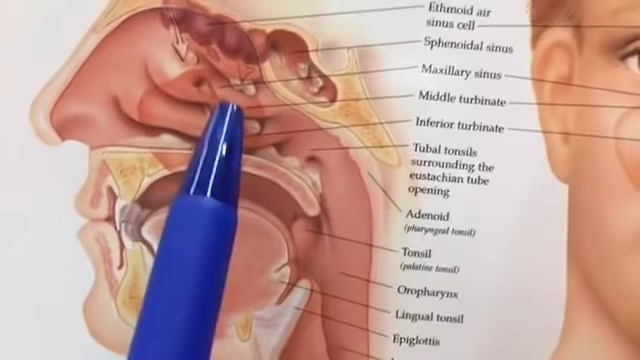 Ethmoid air
sinus cell
Sphenoidal sinus
Maxillary sinus
Middle turbinate
Inferior turbinate
Tubal tonsils
surrounding the
eustachian tube
opening
Adenoid
(pharyngeal tonsil)
Tonsil
(palatine tonsil)
Oropharynx
Lingual tonsil
Epiglottis